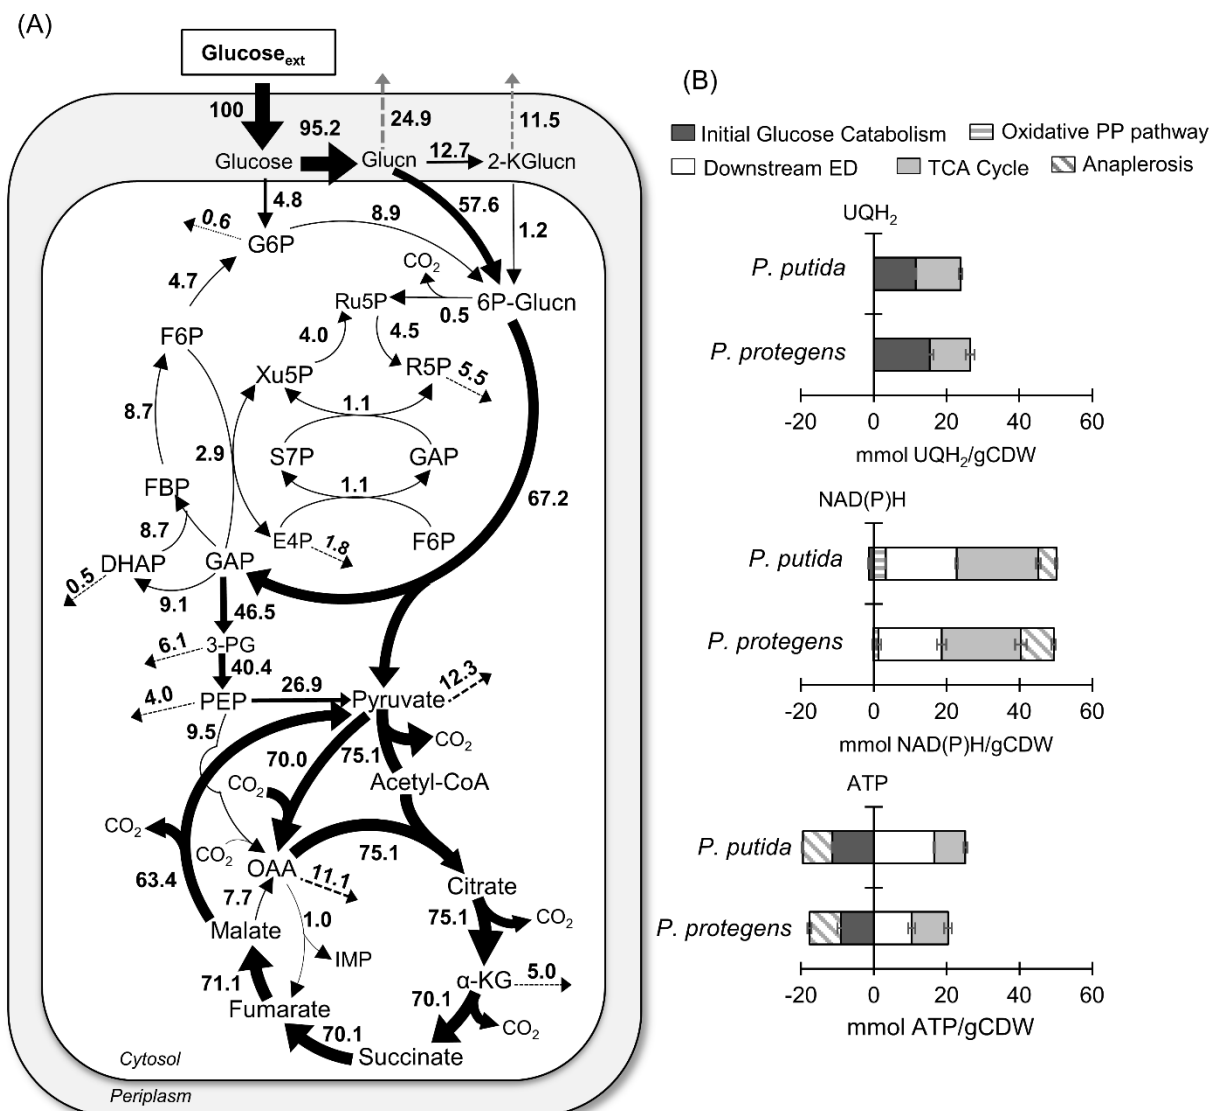 (A)
Glucose_ext
100
95.2
24.9
11.5
Glucose
Glucn
12.7
2-KGlucn
4.8
57.6
1.2
0.6
G6P
8.9
CO2
4.7
Ru5P
0.5
6P-Glucn
F6P
4.0
4.5
Xu5P
R5P
5.5
8.7
1.1
2.9
S7P
GAP
FBP
1.1
67.2
8.7
E4P
1.8
F6P
DHAP
GAP
0.5
9.1
46.5
6.1
3-PG
40.4
4.0
PEP
26.9
Pyruvate
12.3
9.5
70.0
75.1
CO2
CO2
Acetyl-CoA
CO2
CO2
75.1
63.4
OAA
11.1
Citrate
7.7
1.0
75.1
CO2
Malate
IMP
71.1
α-KG
5.0
Fumarate
70.1
CO2
70.1
Succinate
Cytosol
Periplasm
(B)
Initial Glucose Catabolism
Oxidative PP pathway
Downstream ED
TCA Cycle
Anaplerosis
UQH2
P. putida
P. protegens
-20 0 20 40 60
mmol UQH2/gCDW
NAD(P)H
P. putida
P. protegens
-20 0 20 40 60
mmol NAD(P)H/gCDW
ATP
P. putida
P. protegens
-20 0 20 40 60
mmol ATP/gCDW